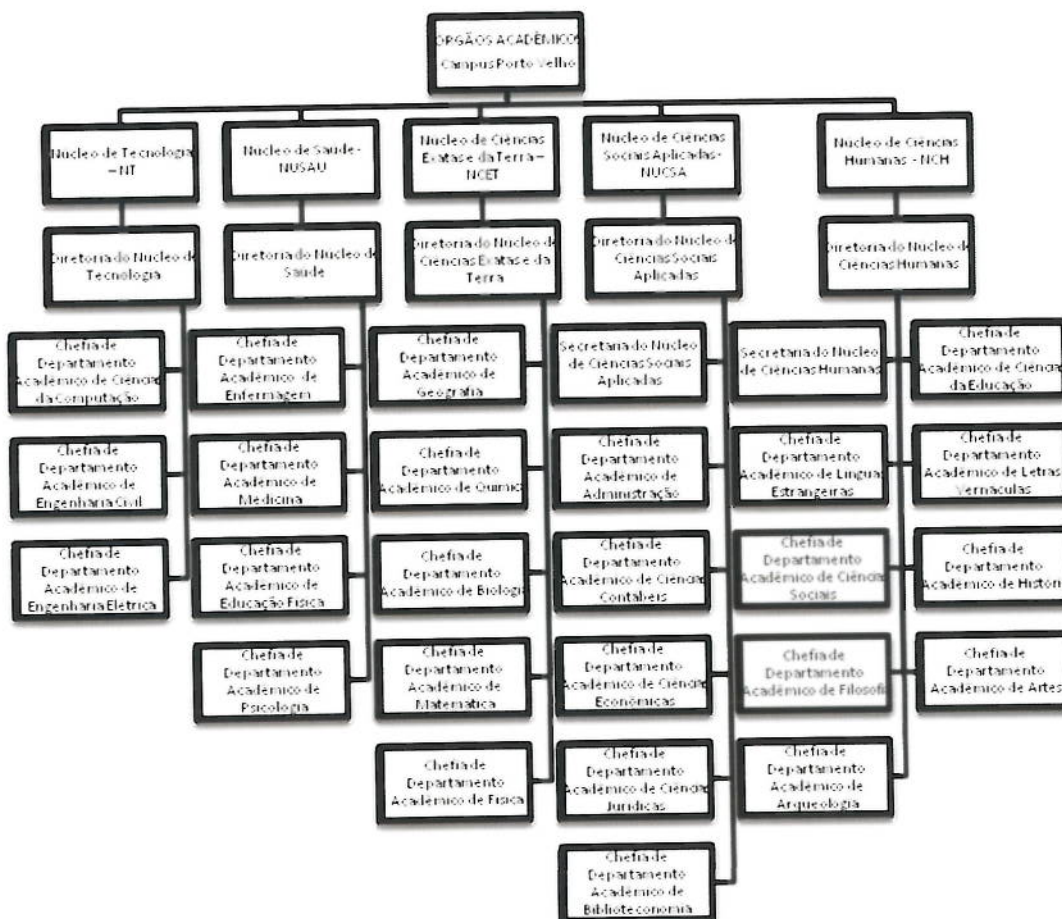 ORGÃOS ACADÊMICOS
Campus Porto Velho
Núcleo de Tecnologia
– NT
Núcleo de Saúde -
NUSAU
Núcleo de Ciências
Exatas e da Terra –
NCET
Núcleo de Ciências
Sociais Aplicadas-
NUCSA
Núcleo de Ciências
Humanas - NCH
Diretoria do Núcleo de
Tecnologia
Diretoria do Núcleo de
Saúde
Diretoria do Núcleo de
Ciências Exatas e da
Terra
Diretoria do Núcleo de
Ciências Sociais
Aplicadas
Diretoria do Núcleo de
Ciências Humanas
Chefia de
Departamento
Acadêmico de Ciência
da Computação
Chefia de
Departamento
Acadêmico de
Enfermagem
Chefia de
Departamento
Acadêmico de
Geografia
Secretaria do Núcleo
de Ciências Sociais
Aplicadas
Secretaria do Núcleo
de Ciências Humanas
Chefia de
Departamento
Acadêmico de Ciências
da Educação
Chefia de
Departamento
Acadêmico de
Engenharia Civil
Chefia de
Departamento
Acadêmico de
Medicina
Chefia de
Departamento
Acadêmico de Químic
Chefia de
Departamento
Acadêmico de
Administração
Chefia de
Departamento
Acadêmico de Línguas
Estrangeiras
Chefia de
Departamento
Acadêmico de Letras
Vernáculas
Chefia de
Departamento
Acadêmico de
Engenharia Elétrica
Chefia de
Departamento
Acadêmico de
Educação Física
Chefia de
Departamento
Acadêmico de Biologi
Chefia de
Departamento
Acadêmico de Ciências
Contábeis
Chefia de
Departamento
Acadêmico de Ciências
Sociais
Chefia de
Departamento
Acadêmico de Histón
Chefia de
Departamento
Acadêmico de
Psicologia
Chefia de
Departamento
Acadêmico de
Matemática
Chefia de
Departamento
Acadêmico de Ciências
Econômicas
Chefia de
Departamento
Acadêmico de Filosofi
Chefia de
Departamento
Acadêmico de Artes
Chefia de
Departamento
Acadêmico de Física
Chefia de
Departamento
Acadêmico de Ciências
Jurídicas
Chefia de
Departamento
Acadêmico de
Arqueologia
Chefia de
Departamento
Acadêmico de
Biblioteconomia